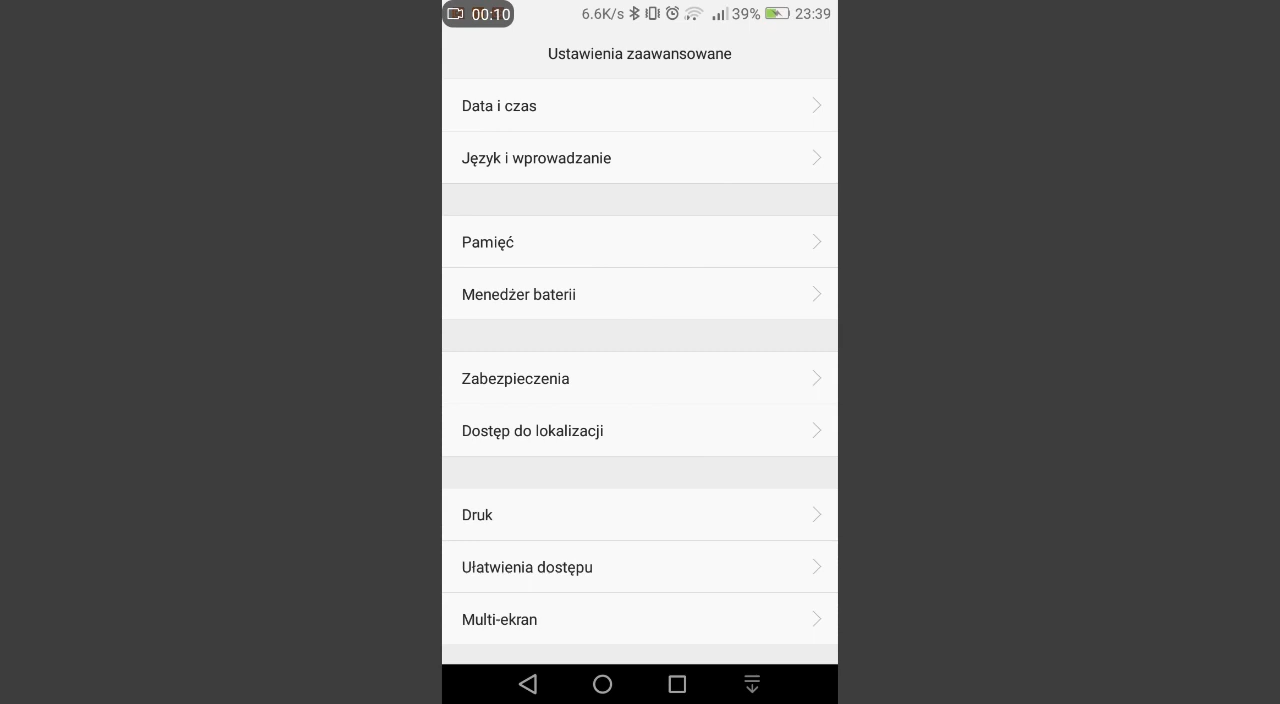 00:10 6.6K/s 39% 23:39
Ustawienia zaawansowane
Data i czas
Język i wprowadzanie
Pamięć
Menedżer baterii
Zabezpieczenia
Dostęp do lokalizacji
Druk
Ułatwienia dostępu
Multi-ekran